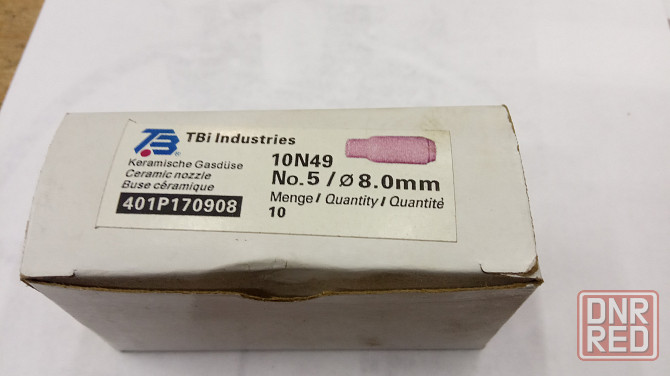 TBi
TBi Industries
®
Keramische Gasdüse
Ceramic nozzle
Buse céramique
401P170908
10N49
No.5 / Ø 8.0mm
Menge / Quantity / Quantité
10
DNR
RED